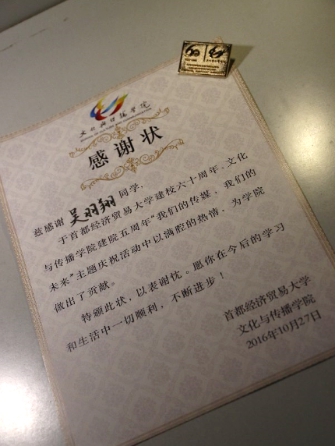 文化与传播学院
感谢状
兹感谢 吴羽翔 同学,
于首都经济贸易大学建校六十周年、文化
与传播学院建院五周年“我们的传媒、我们的
未来”主题庆祝活动中以满腔的热情,为学院
做出了贡献。
特颁此状,以表谢忱。愿你在今后的学习
和生活中一切顺利,不断进步!
首都经济贸易大学
文化与传播学院
2016年10月27日
60